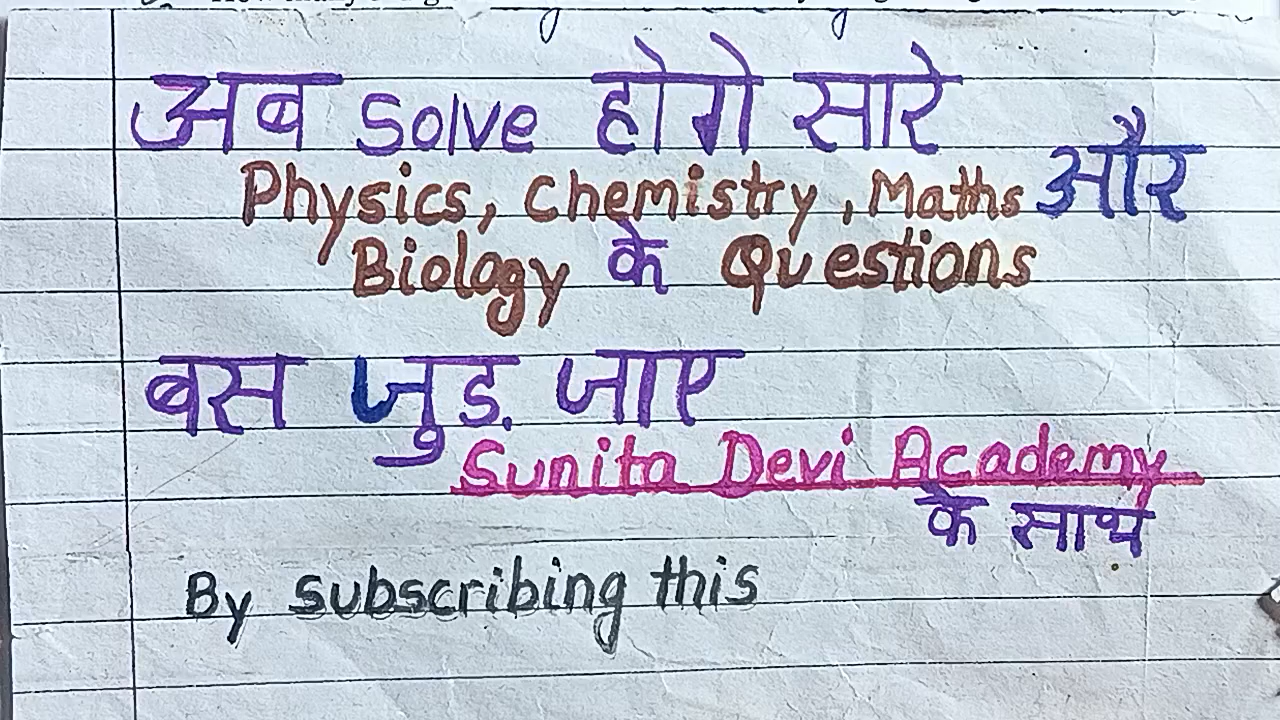 अब Solve होगे सारे
Physics, Chemistry, Maths और
Biology के Questions
बस जुड. जाए
Sunita Devi Academy
के साथ
By subscribing this